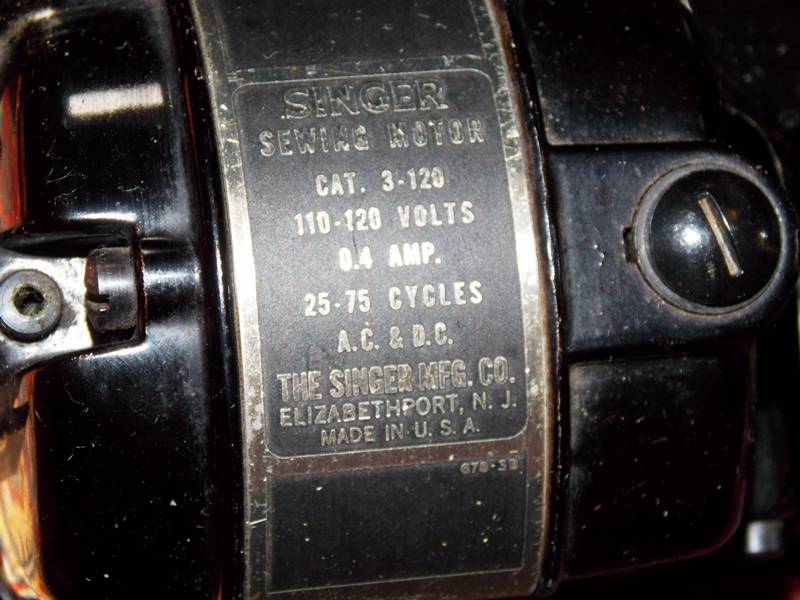 SINGER
SEWING MOTOR
CAT. 3-120
110-120 VOLTS
0.4 AMP.
25-75 CYCLES
A.C. & D.C.
THE SINGER MFG. CO.
ELIZABETHPORT, N. J.
MADE IN U. S. A.